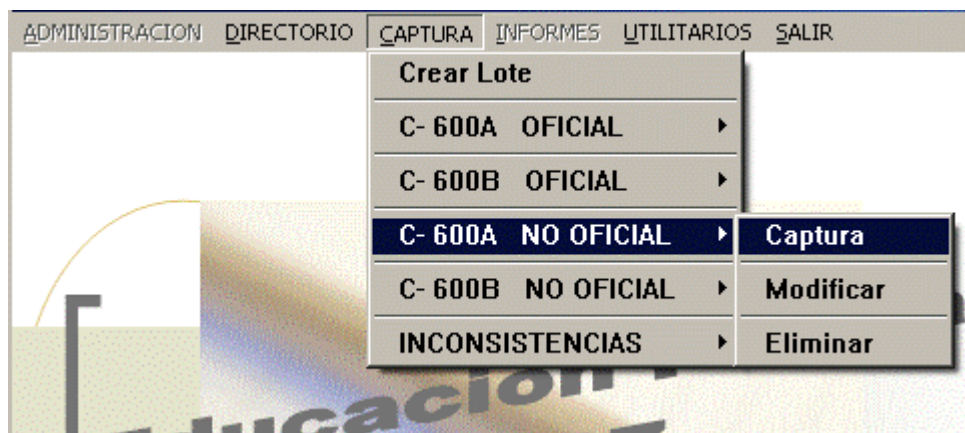 ADMINISTRACION DIRECTORIO CAPTURA INFORMES UTILITARIOS SALIR
Crear Lote
C- 600A OFICIAL
C- 600B OFICIAL
C- 600A NO OFICIAL Captura
C- 600B NO OFICIAL Modificar
INCONSISTENCIAS Eliminar